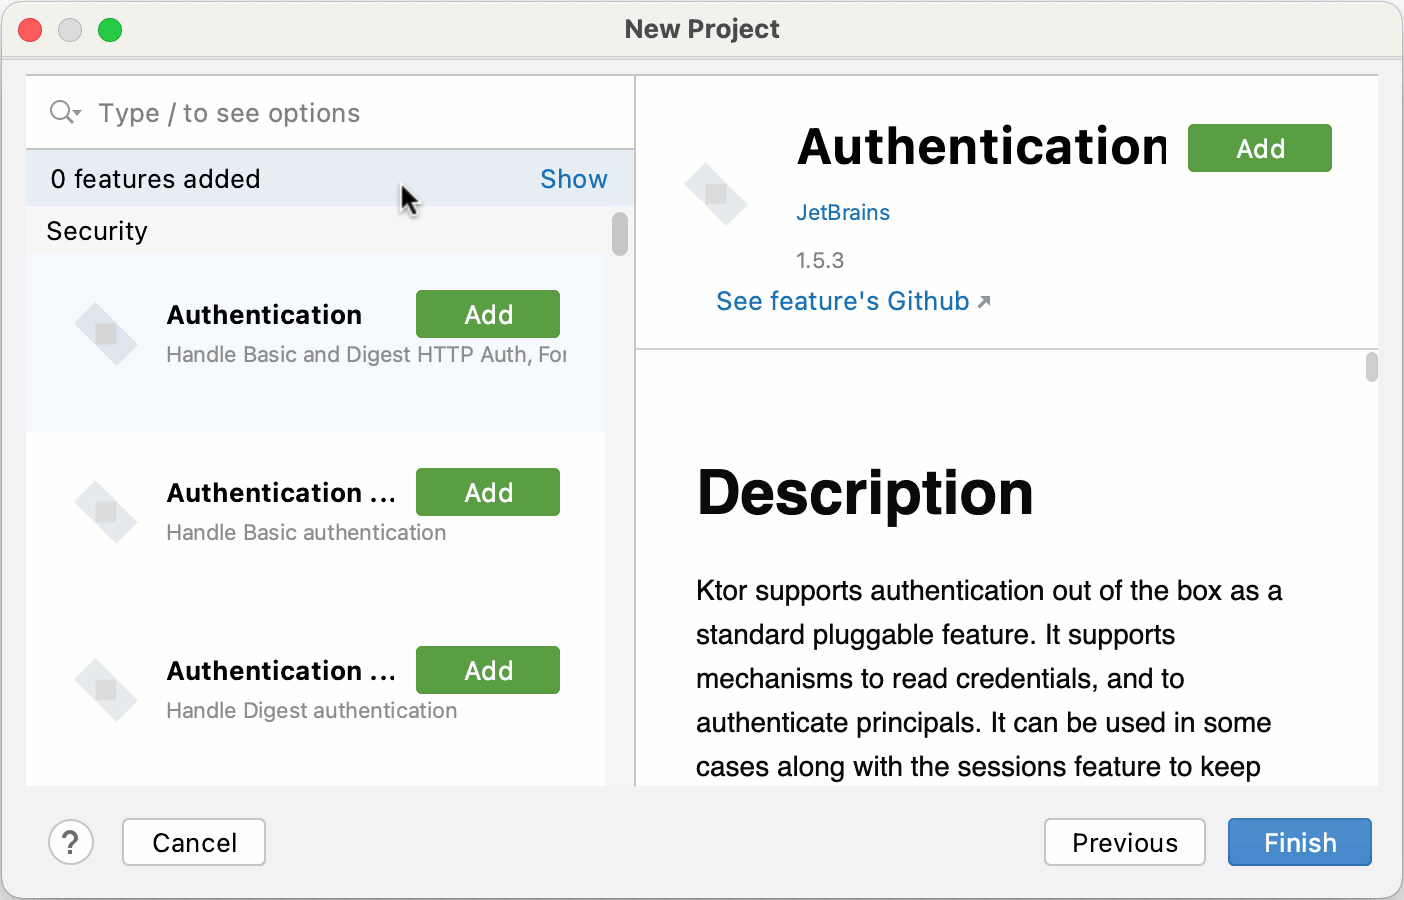 New Project
Type / to see options
0 features added
Show
Security
Authentication
Add
Handle Basic and Digest HTTP Auth, For
Authentication ...
Add
Handle Basic authentication
Authentication ...
Add
Handle Digest authentication
Authentication
Add
JetBrains
1.5.3
See feature's Github
Description
Ktor supports authentication out of the box as a
standard pluggable feature. It supports
mechanisms to read credentials, and to
authenticate principals. It can be used in some
cases along with the sessions feature to keep
?
Cancel
Previous
Finish